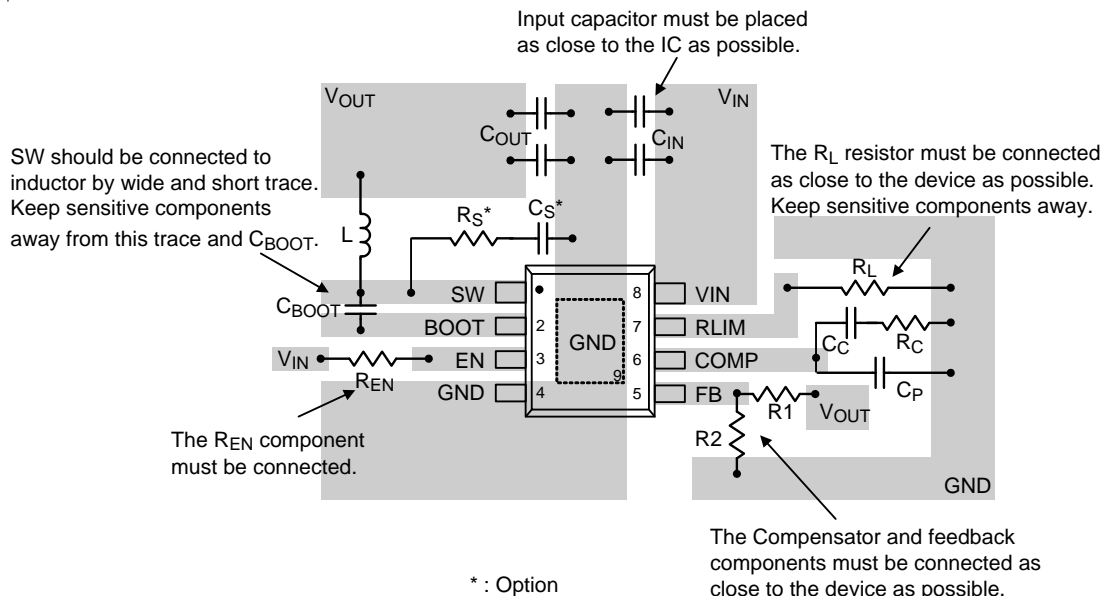 Input capacitor must be placed
as close to the IC as possible.
VOUT
VIN
COUT
CIN
SW should be connected to
inductor by wide and short trace.
Keep sensitive components
away from this trace and CBOOT.
The RL resistor must be connected
as close to the device as possible.
Keep sensitive components away.
RS*
CS*
L
RL
SW
8
VIN
CBOOT
BOOT
2
7
RLIM
CC
RC
GND
VIN
EN
3
6
COMP
REN
9
CP
GND
4
5
FB
R1
VOUT
R2
The REN component
must be connected.
GND
The Compensator and feedback
components must be connected as
close to the device as possible.
* : Option